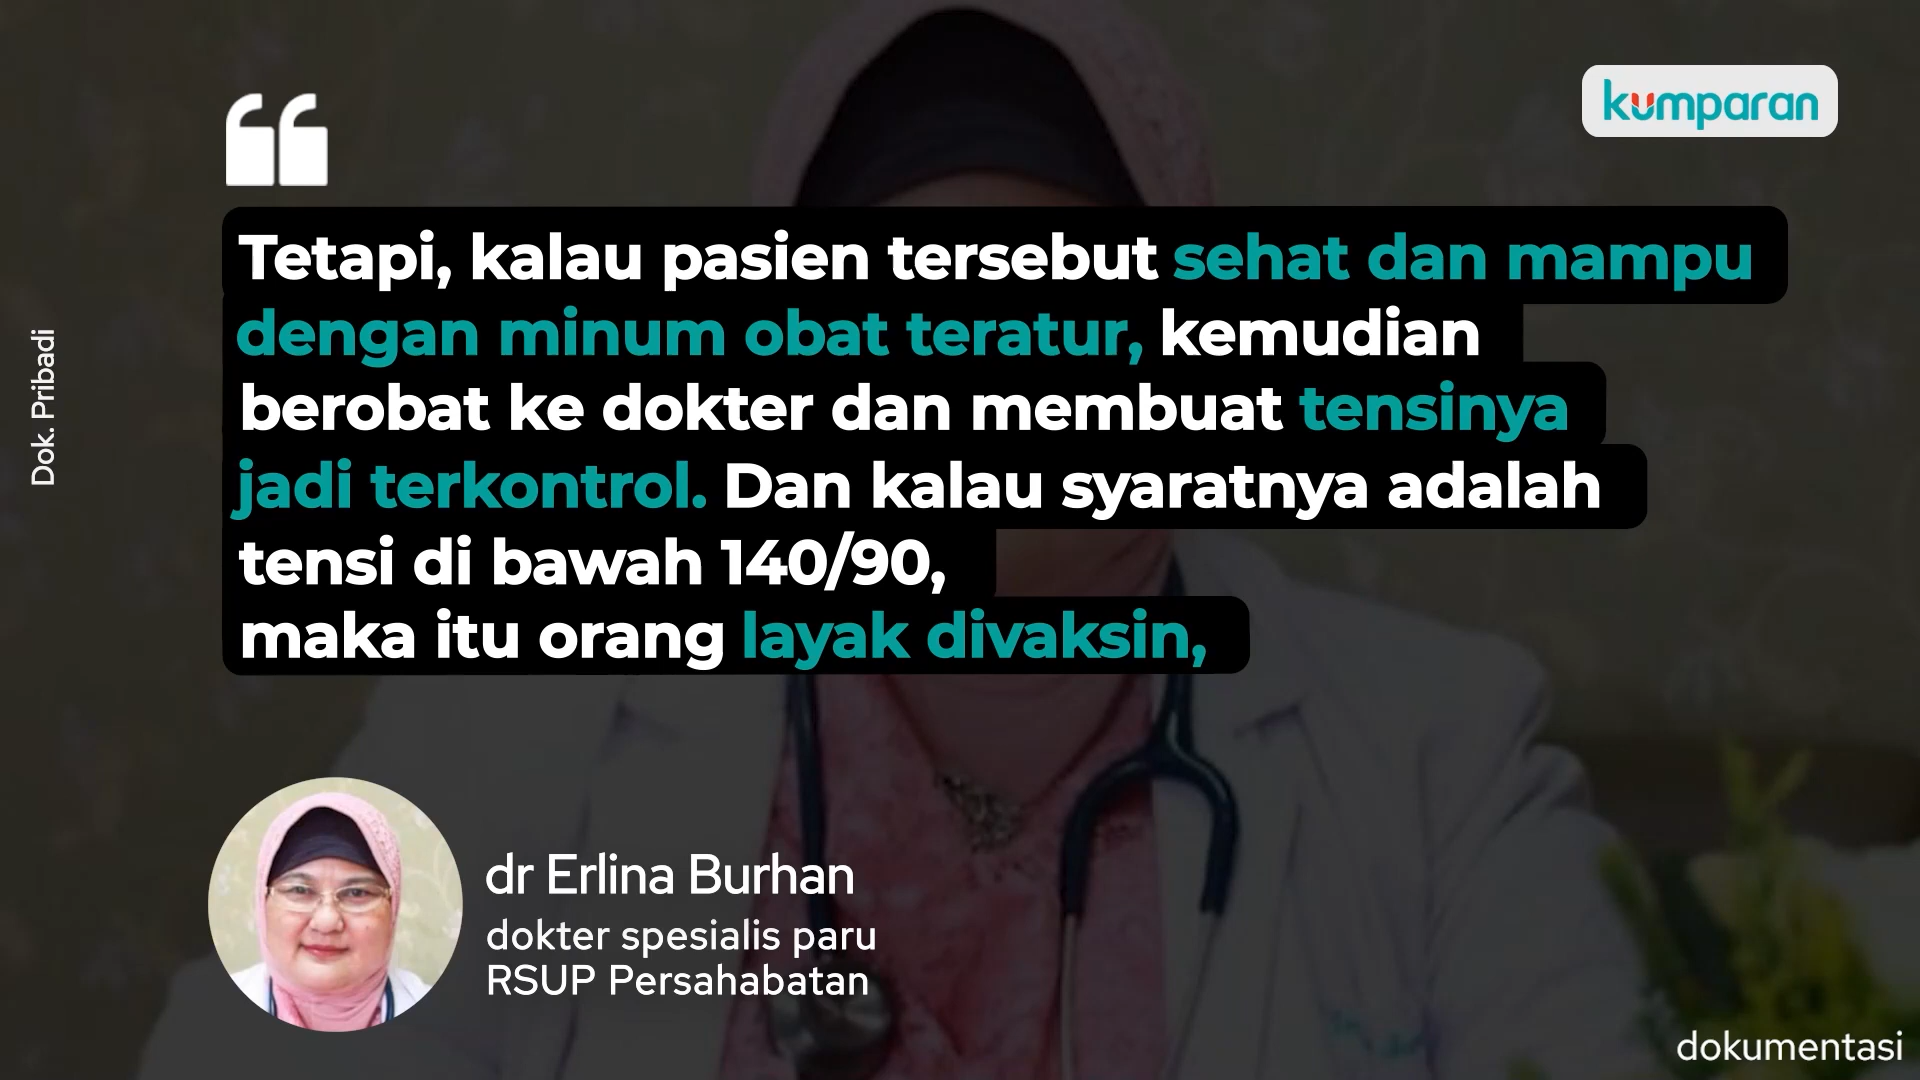 kumparan
Tetapi, kalau pasien tersebut sehat dan mampu
dengan minum obat teratur, kemudian
berobat ke dokter dan membuat tensinya
jadi terkontrol. Dan kalau syaratnya adalah
tensi di bawah 140/90,
maka itu orang layak divaksin,
Dok. Pribadi
dr Erlina Burhan
dokter spesialis paru
RSUP Persahabatan
dokumentasi